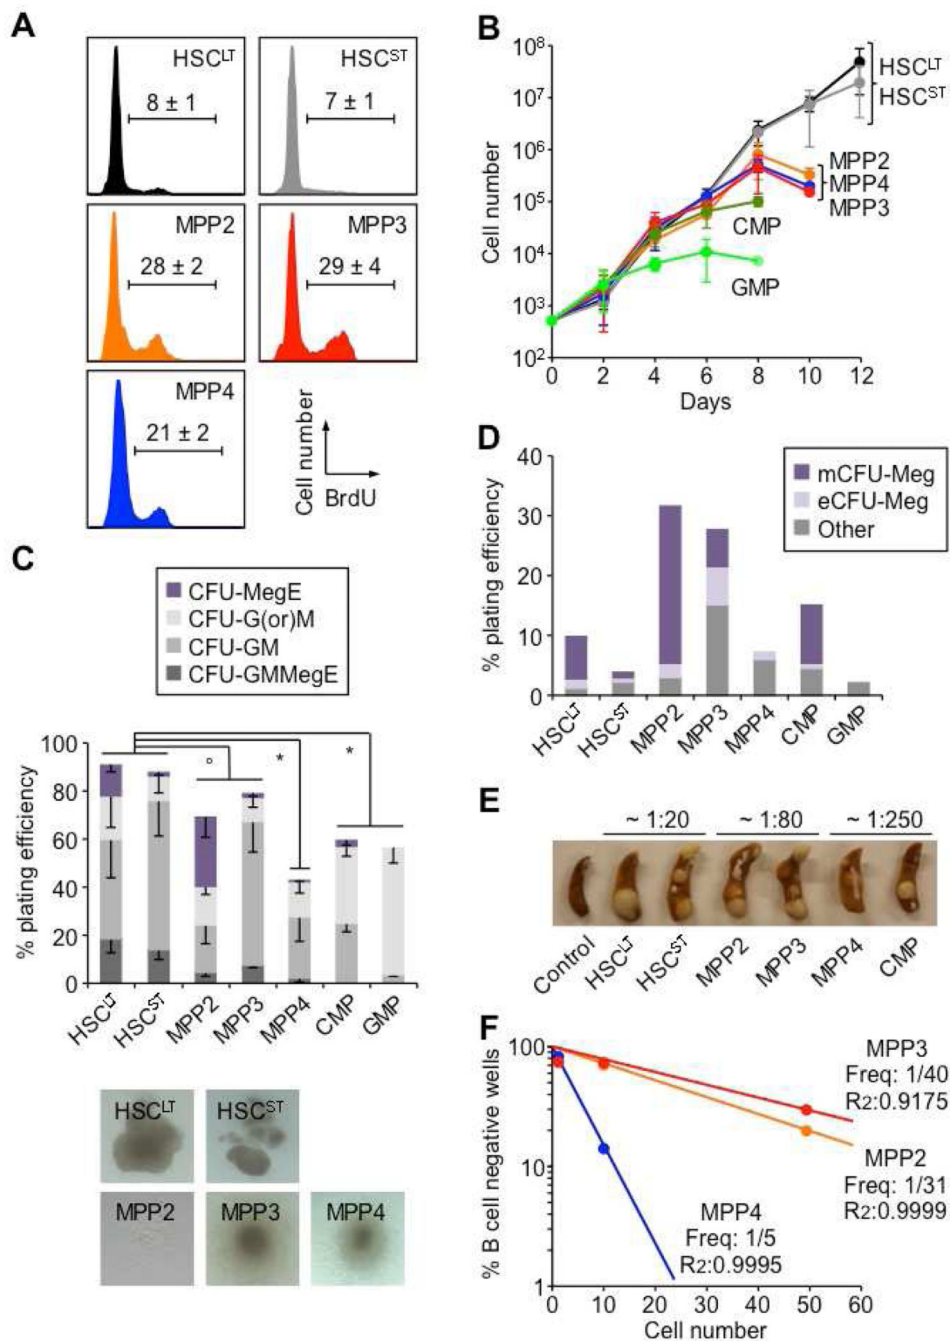 A
HSCLT
8 ± 1
HSCST
7 ± 1
MPP2
28 ± 2
MPP3
29 ± 4
MPP4
21 ± 2
Cell number
BrdU
B
10⁸
10⁷
10⁶
10⁵
10⁴
10³
10²
Cell number
HSCLT
HSCST
MPP2
MPP4
MPP3
CMP
GMP
0 2 4 6 8 10 12
Days
C
CFU-MegE
CFU-G(or)M
CFU-GM
CFU-GMMegE
100
80
60
40
20
0
% plating efficiency
° * *
HSCLT HSCST MPP2 MPP3 MPP4 CMP GMP
HSCLT HSCST
MPP2 MPP3 MPP4
D
40
30
20
10
0
% plating efficiency
mCFU-Meg
eCFU-Meg
Other
HSCLT HSCST MPP2 MPP3 MPP4 CMP GMP
E
~ 1:20 ~ 1:80 ~ 1:250
Control HSCLT HSCST MPP2 MPP3 MPP4 CMP
F
100
10
1
% B cell negative wells
MPP3
Freq: 1/40
R2:0.9175
MPP2
Freq: 1/31
R2:0.9999
MPP4
Freq: 1/5
R2:0.9995
0 10 20 30 40 50 60
Cell number